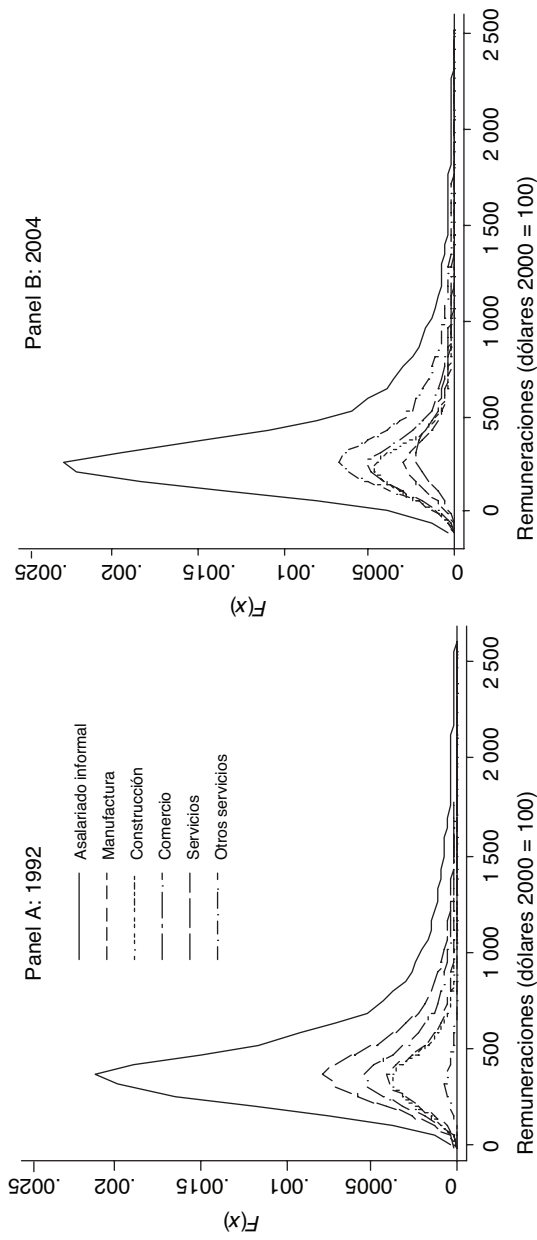 Panel A: 1992
Asalariado informal
Manufactura
Construcción
Comercio
Servicios
Otros servicios
F(x)
.0025
.002
.0015
.001
.0005
0
0
500
1 000
1 500
2 000
2 500
Remuneraciones (dólares 2000 = 100)
Panel B: 2004
F(x)
.0025
.002
.0015
.001
.0005
0
0
500
1 000
1 500
2 000
2 500
Remuneraciones (dólares 2000 = 100)